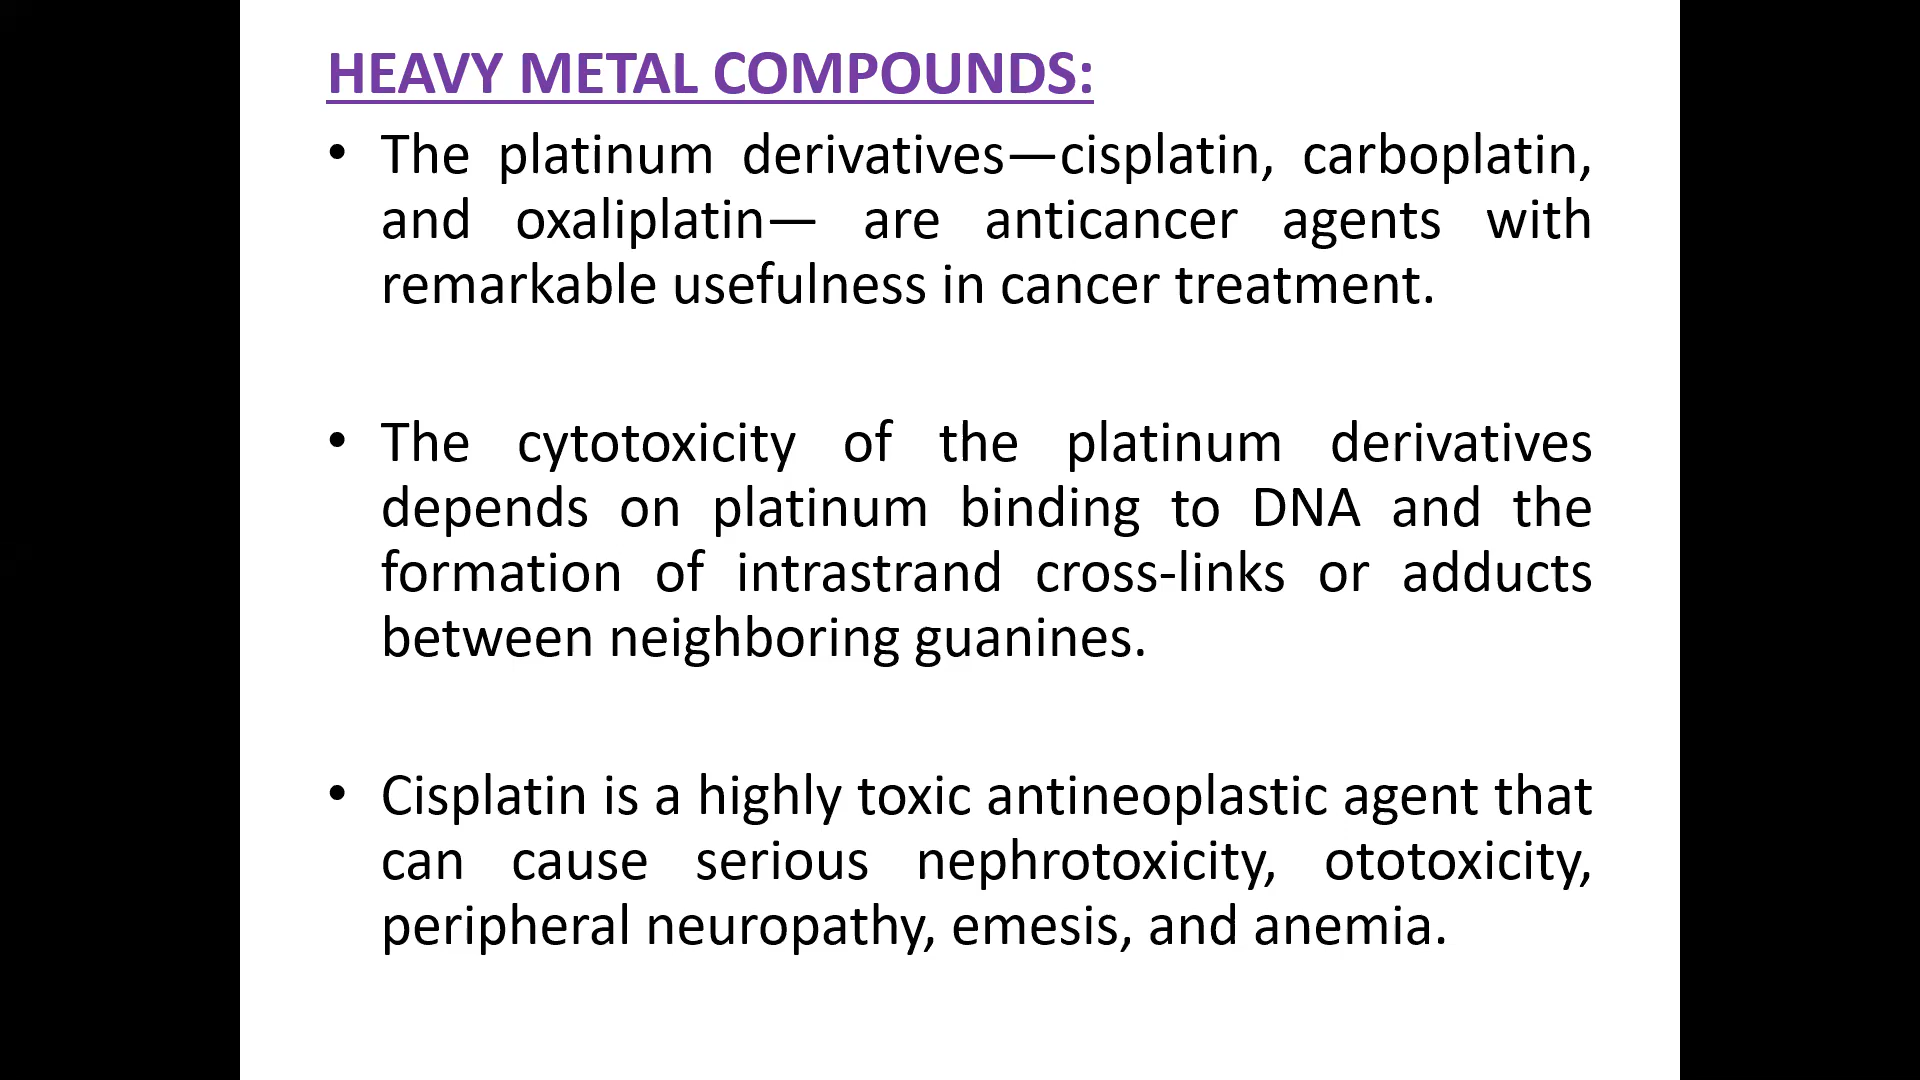 HEAVY METAL COMPOUNDS:
• The platinum derivatives—cisplatin, carboplatin,
and oxaliplatin— are anticancer agents with
remarkable usefulness in cancer treatment.
• The cytotoxicity of the platinum derivatives
depends on platinum binding to DNA and the
formation of intrastrand cross-links or adducts
between neighboring guanines.
• Cisplatin is a highly toxic antineoplastic agent that
can cause serious nephrotoxicity, ototoxicity,
peripheral neuropathy, emesis, and anemia.